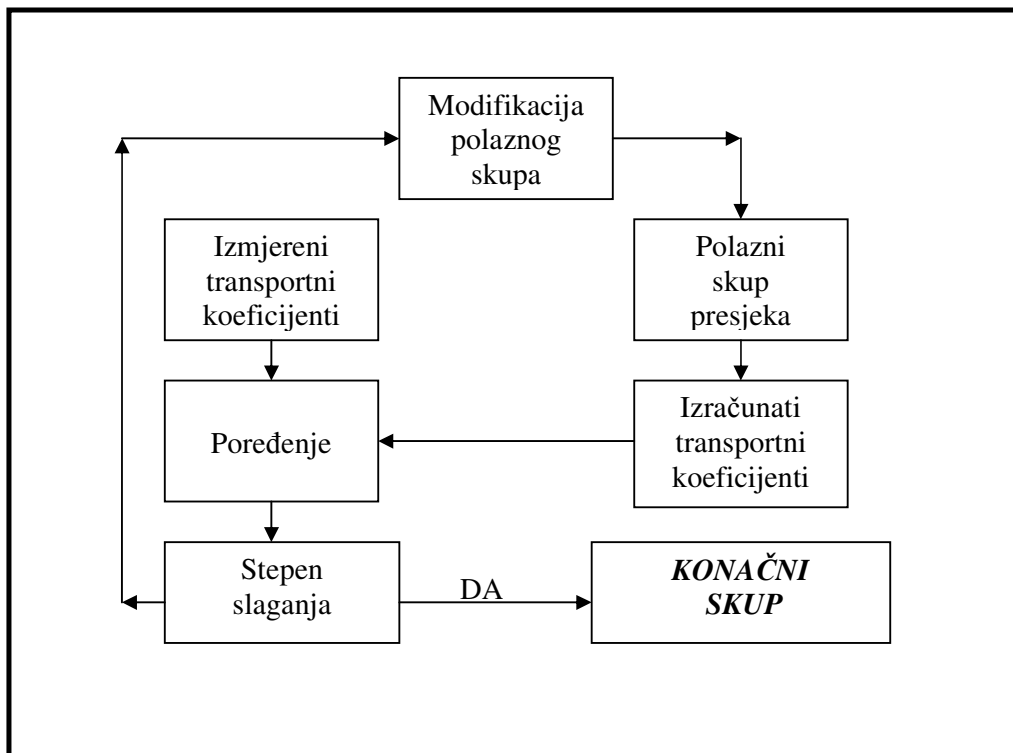 Modifikacija
polaznog
skupa
Izmjereni
transportni
koeficijenti
Polazni
skup
presjeka
Poređenje
Izračunati
transportni
koeficijenti
Stepen
slaganja
DA
KONAČNI
SKUP